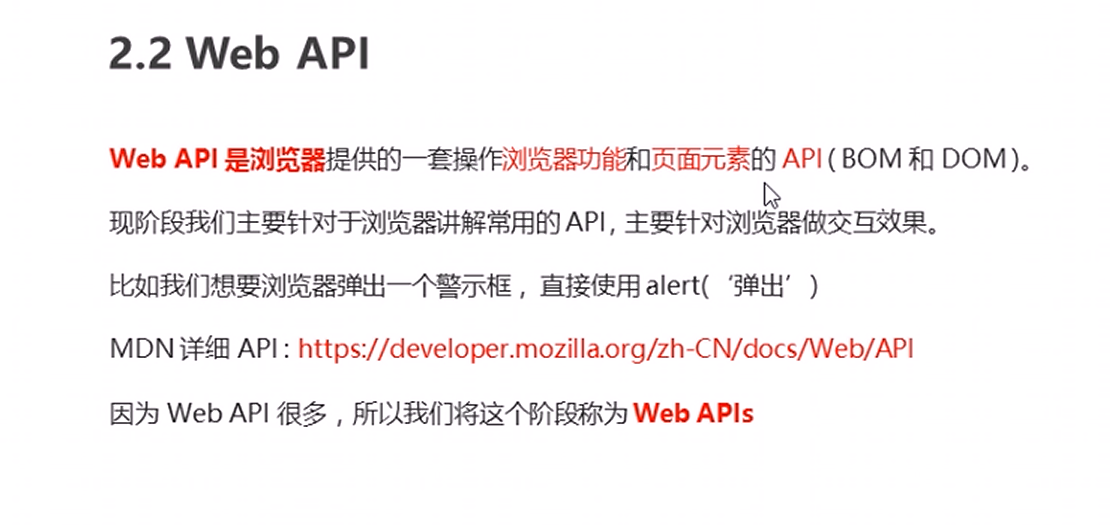 2.2 Web API
Web API 是浏览器提供的一套操作浏览器功能和页面元素的 API ( BOM 和 DOM )。
现阶段我们主要针对于浏览器讲解常用的 API , 主要针对浏览器做交互效果。
比如我们想要浏览器弹出一个警示框， 直接使用 alert(‘弹出’)
MDN 详细 API : https://developer.mozilla.org/zh-CN/docs/Web/API
因为 Web API 很多，所以我们将这个阶段称为 Web APIs